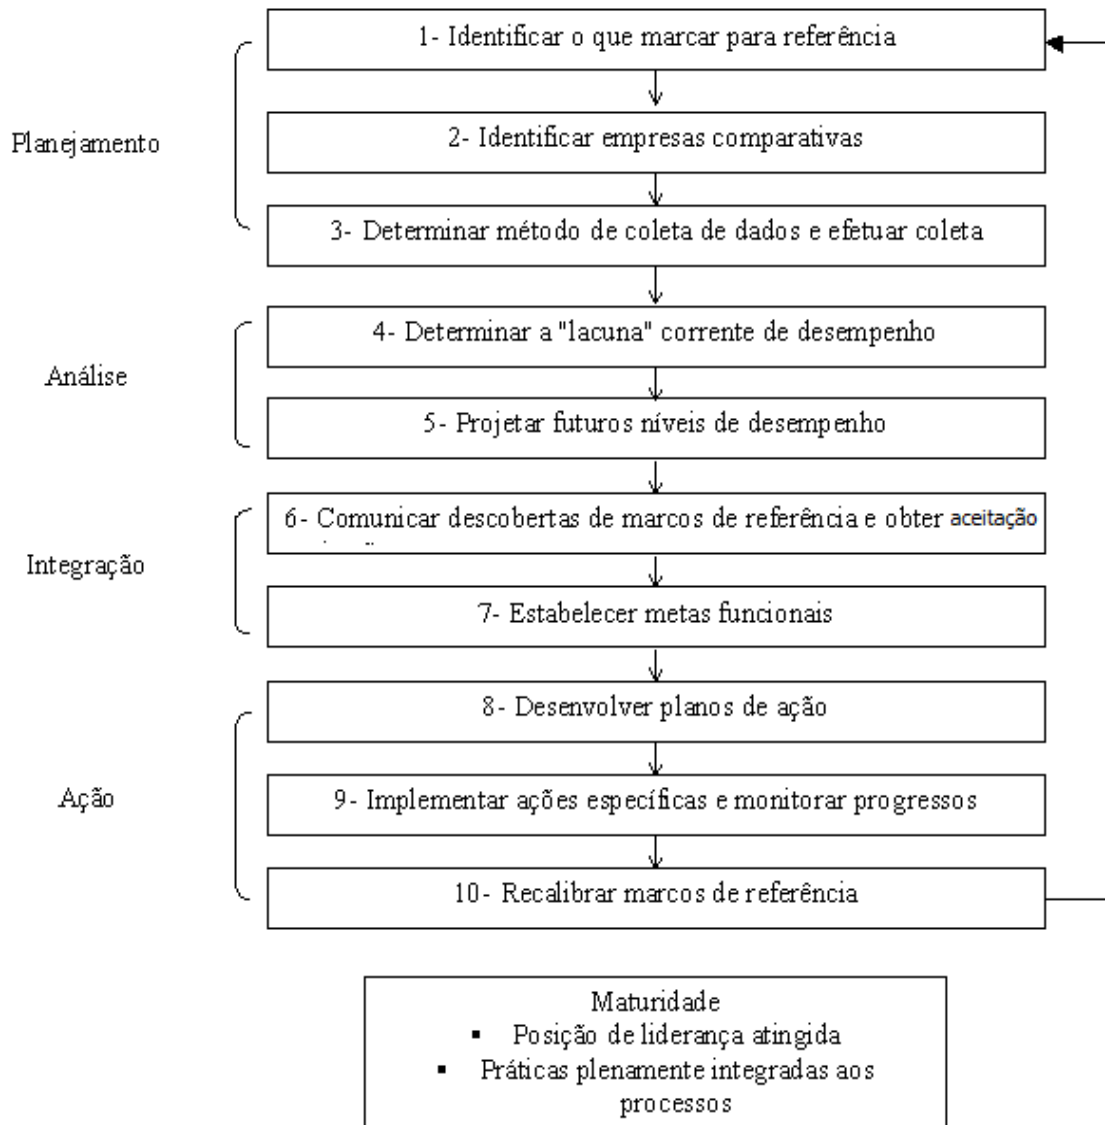 1- Identificar o que marcar para referência
Planejamento
2- Identificar empresas comparativas
3- Determinar método de coleta de dados e efetuar coleta
4- Determinar a "lacuna" corrente de desempenho
Análise
5- Projetar futuros níveis de desempenho
6- Comunicar descobertas de marcos de referência e obter aceitação
Integração
7- Estabelecer metas funcionais
8- Desenvolver planos de ação
Ação
9- Implementar ações específicas e monitorar progressos
10- Recalibrar marcos de referência
Maturidade
▪ Posição de liderança atingida
▪ Práticas plenamente integradas aos
processos